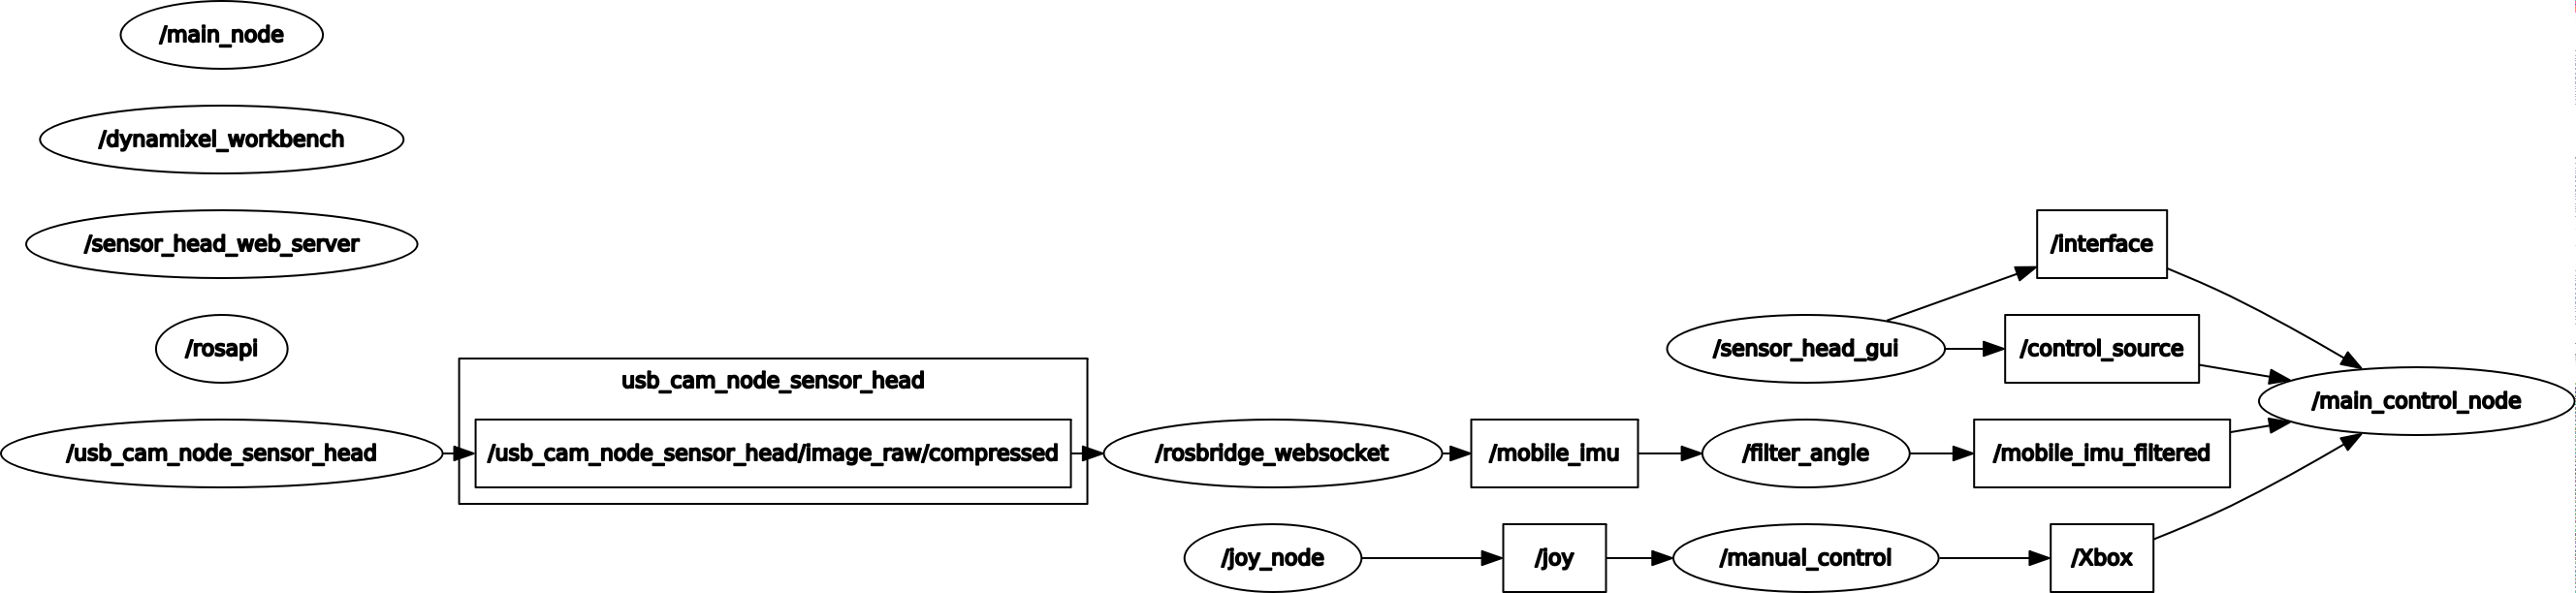 /main_node
/dynamixel_workbench
/sensor_head_web_server
/interface
/rosapi
/sensor_head_gui
/control_source
usb_cam_node_sensor_head
/main_control_node
/usb_cam_node_sensor_head
/usb_cam_node_sensor_head/image_raw/compressed
/rosbridge_websocket
/mobile_imu
/filter_angle
/mobile_imu_filtered
/joy_node
/joy
/manual_control
/Xbox